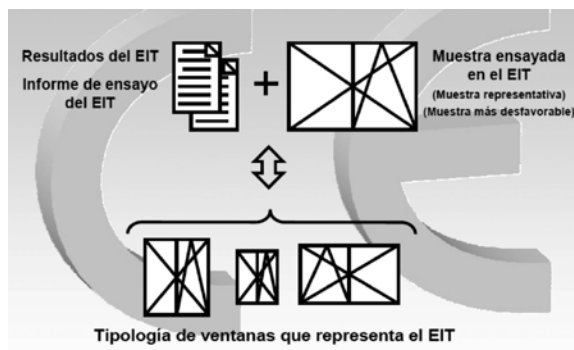 Resultados del EIT
Informe de ensayo
del EIT
Muestra ensayada
en el EIT
(Muestra representativa)
(Muestra más desfavorable)
Tipología de ventanas que representa el EIT